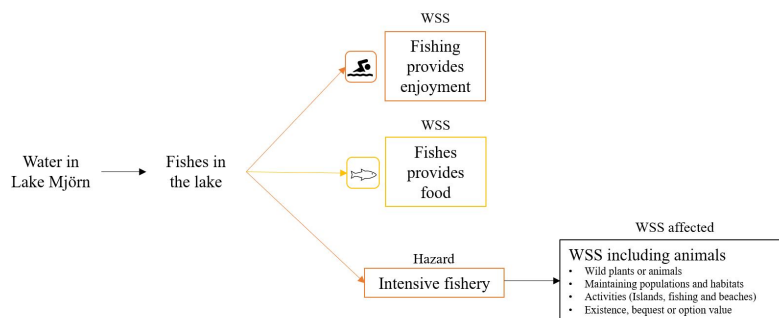 WSS
Fishing
provides
enjoyment
WSS
Fishes
provides
food
Water in
Lake Mjörn
Fishes in
the lake
Hazard
Intensive fishery
WSS affected
WSS including animals
• Wild plants or animals
• Maintaining populations and habitats
• Activities (Islands, fishing and beaches)
• Existence, bequest or option value